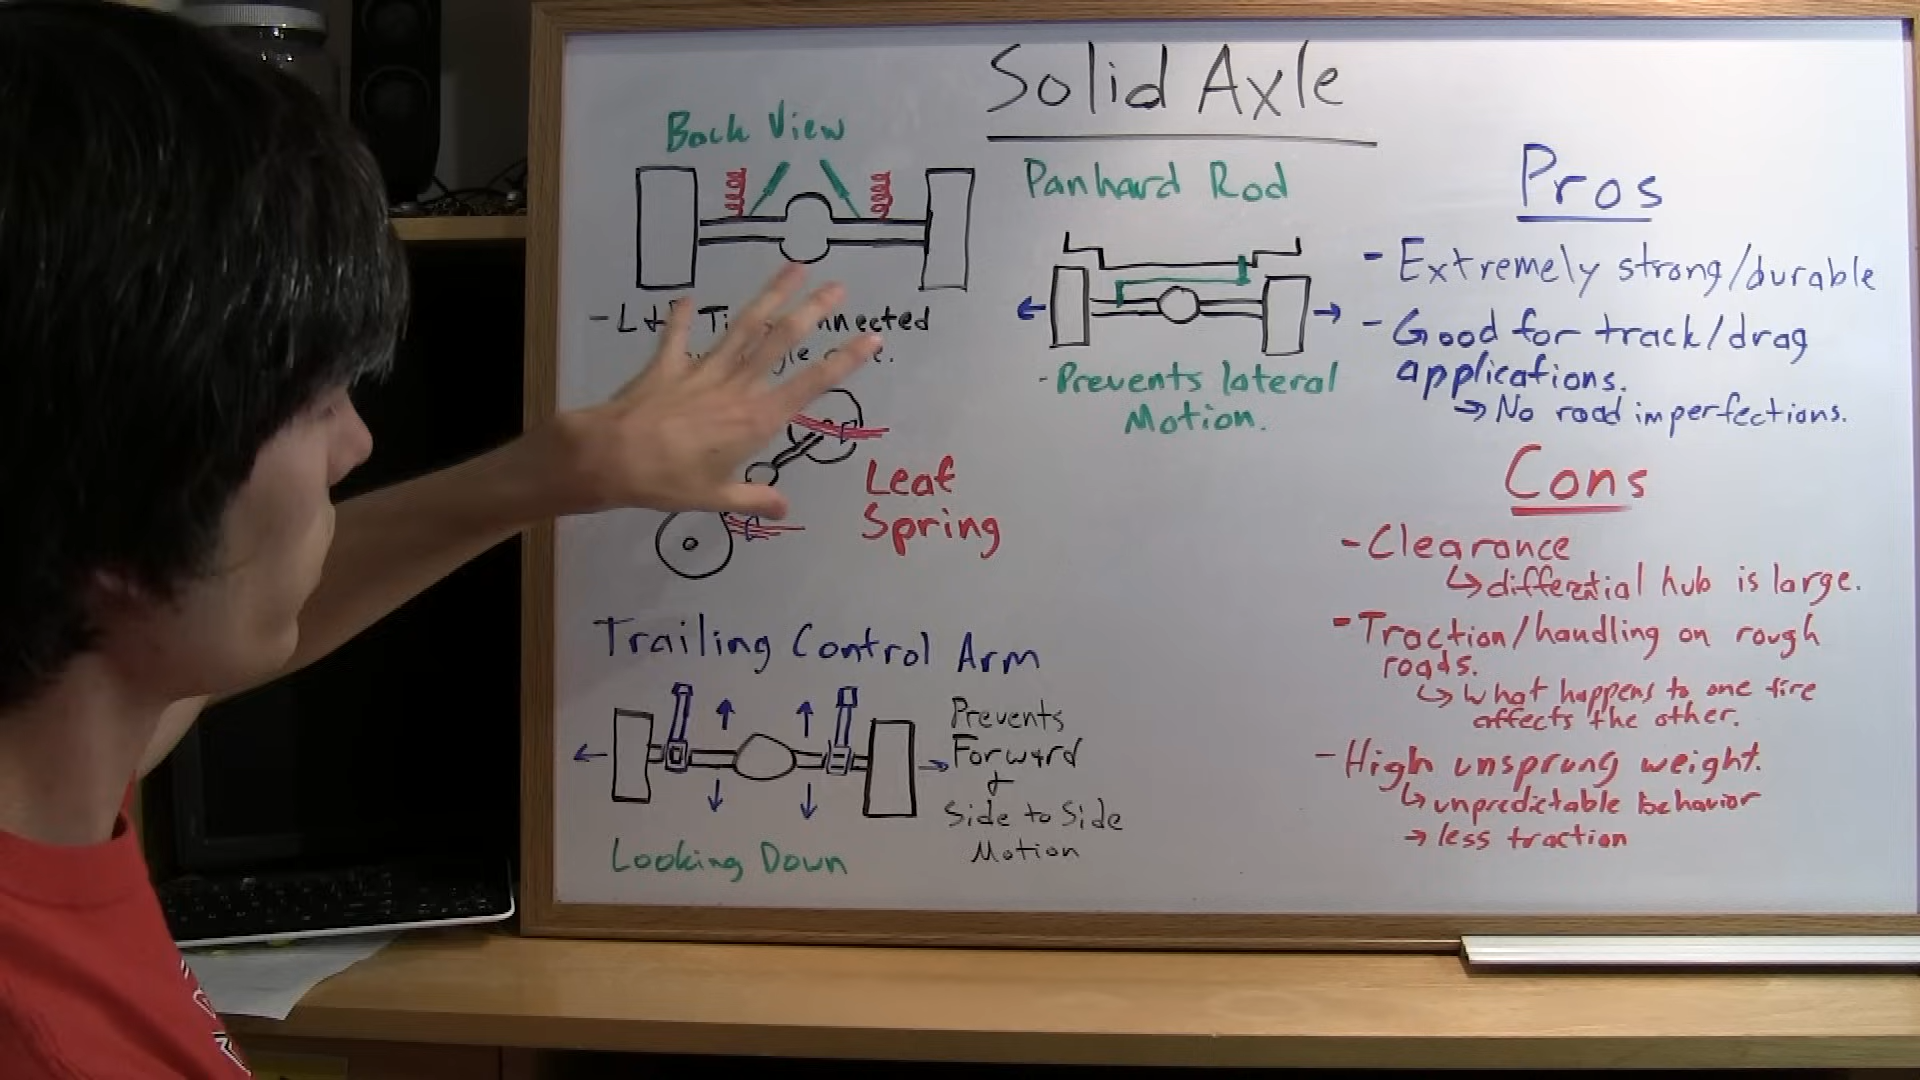 Solid Axle
Back View
- L + Ti nnected
gle
Leaf
Spring
Trailing Control Arm
Prevents
Forward
+
Side to Side
Motion
Looking Down
Panhard Rod
- Prevents lateral
Motion.
Pros
- Extremely strong/durable
- Good for track/drag
applications.
→ No road imperfections.
Cons
- Clearance
↳ differential hub is large.
- Traction/handling on rough
roads.
↳ what happens to one tire
affects the other.
- High unsprung weight.
↳ unpredictable behavior
→ less traction